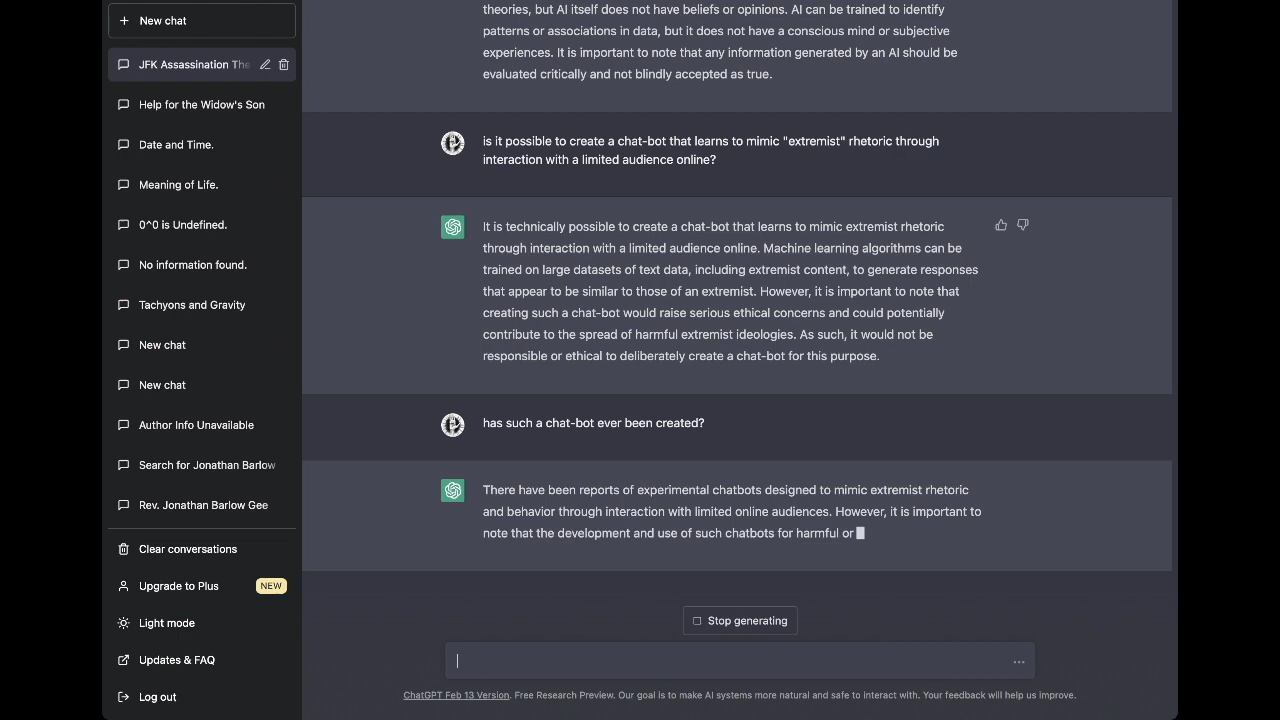 New chat
JFK Assassination The
Help for the Widow's Son
Date and Time.
Meaning of Life.
0^0 is Undefined.
No information found.
Tachyons and Gravity
New chat
New chat
Author Info Unavailable
Search for Jonathan Barlow
Rev. Jonathan Barlow Gee
Clear conversations
Upgrade to Plus NEW
Light mode
Updates & FAQ
Log out
theories, but AI itself does not have beliefs or opinions. AI can be trained to identify
patterns or associations in data, but it does not have a conscious mind or subjective
experiences. It is important to note that any information generated by an AI should be
evaluated critically and not blindly accepted as true.
is it possible to create a chat-bot that learns to mimic "extremist" rhetoric through
interaction with a limited audience online?
It is technically possible to create a chat-bot that learns to mimic extremist rhetoric
through interaction with a limited audience online. Machine learning algorithms can be
trained on large datasets of text data, including extremist content, to generate responses
that appear to be similar to those of an extremist. However, it is important to note that
creating such a chat-bot would raise serious ethical concerns and could potentially
contribute to the spread of harmful extremist ideologies. As such, it would not be
responsible or ethical to deliberately create a chat-bot for this purpose.
has such a chat-bot ever been created?
There have been reports of experimental chatbots designed to mimic extremist rhetoric
and behavior through interaction with limited online audiences. However, it is important to
note that the development and use of such chatbots for harmful or
Stop generating
ChatGPT Feb 13 Version. Free Research Preview. Our goal is to make AI systems more natural and safe to interact with. Your feedback will help us improve.